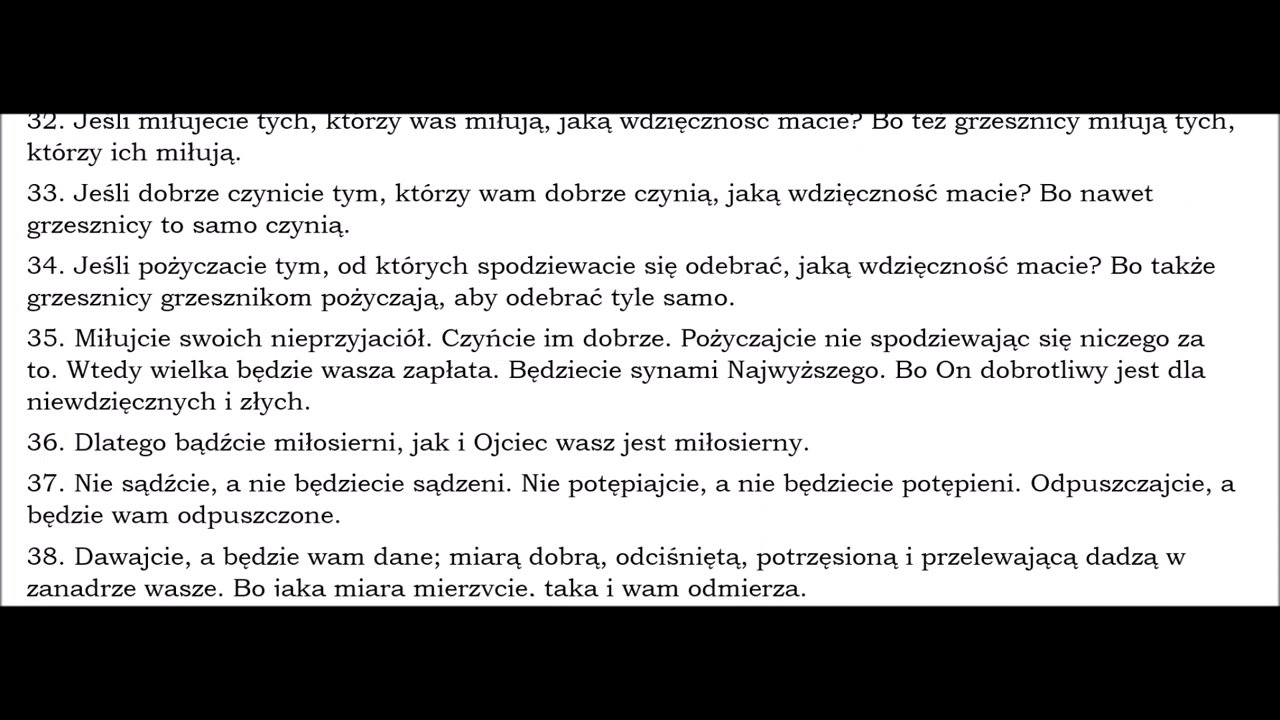 32. Jeśli miłujecie tych, którzy was miłują, jaką wdzięczność macie? Bo też grzesznicy miłują tych,
którzy ich miłują.
33. Jeśli dobrze czynicie tym, którzy wam dobrze czynią, jaką wdzięczność macie? Bo nawet
grzesznicy to samo czynią.
34. Jeśli pożyczacie tym, od których spodziewacie się odebrać, jaką wdzięczność macie? Bo także
grzesznicy grzesznikom pożyczają, aby odebrać tyle samo.
35. Miłujcie swoich nieprzyjaciół. Czyńcie im dobrze. Pożyczajcie nie spodziewając się niczego za
to. Wtedy wielka będzie wasza zapłata. Będziecie synami Najwyższego. Bo On dobrotliwy jest dla
niewdzięcznych i złych.
36. Dlatego bądźcie miłosierni, jak i Ojciec wasz jest miłosierny.
37. Nie sądźcie, a nie będziecie sądzeni. Nie potępiajcie, a nie będziecie potępieni. Odpuszczajcie, a
będzie wam odpuszczone.
38. Dawajcie, a będzie wam dane; miarą dobrą, odciśniętą, potrzęsioną i przelewającą dadzą w
zanadrze wasze. Bo jaką miarą mierzycie, taką i wam odmierzą.